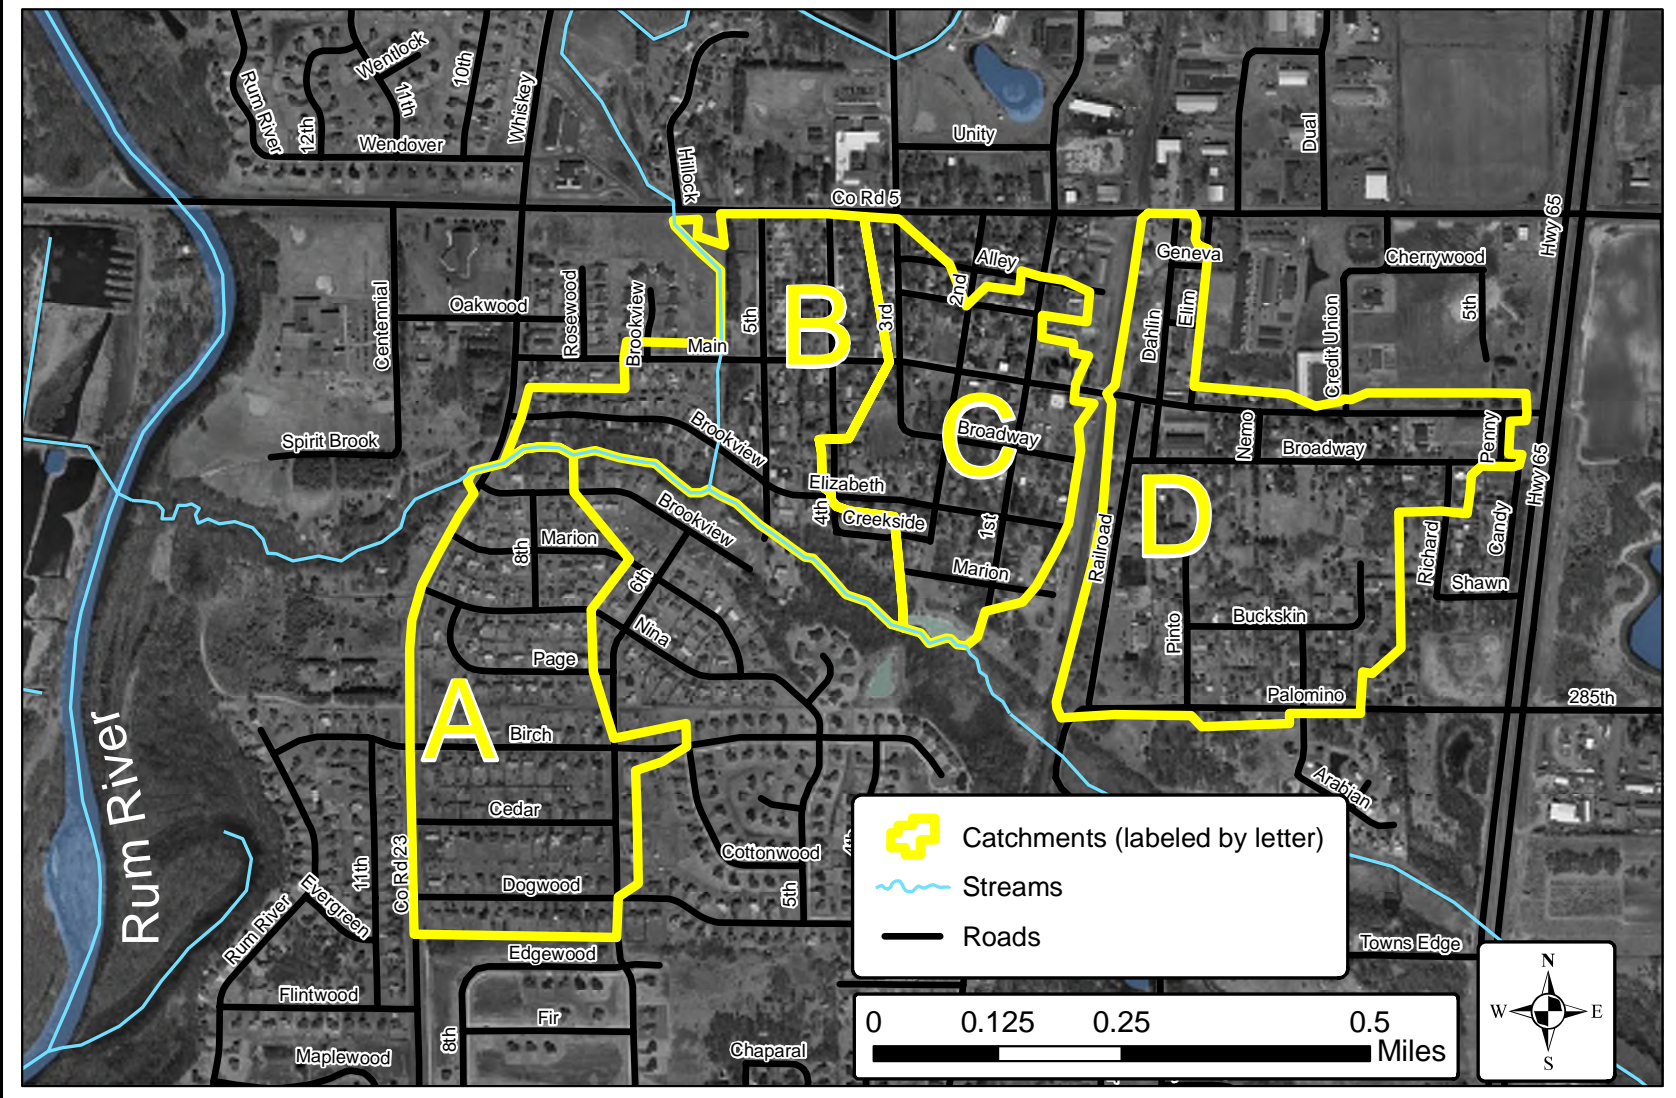 Wentlock
10th
Rum River
11th
Whiskey
12th
Wendover
Unity
Dual
Hillock
Co Rd 5
Hwy 65
Geneva
Alley
Cherrywood
2nd
Rosewood
Brookview
Centennial
Oakwood
5th
B
3rd
Elim
Credit Union
5th
Dahlin
Main
C
Broadway
Brookview
Spirit Brook
Nemo
Broadway
Penny
Hwy 65
Elizabeth
D
4th
Creekside
Brookview
1st
Candy
8th
Marion
Railroad
Richard
Marion
6th
Shawn
Nina
Pinto
Buckskin
Page
Palomino
285th
A
Rum River
Birch
Arabian
Cedar
Catchments (labeled by letter)
Cottonwood
11th
Co Rd 23
Dogwood
5th
Streams
Evergreen
Rum River
Roads
Towns Edge
Edgewood
Flintwood
Fir
8th
Maplewood
Chaparal
N
W
E
S
0
0.125
0.25
0.5
Miles